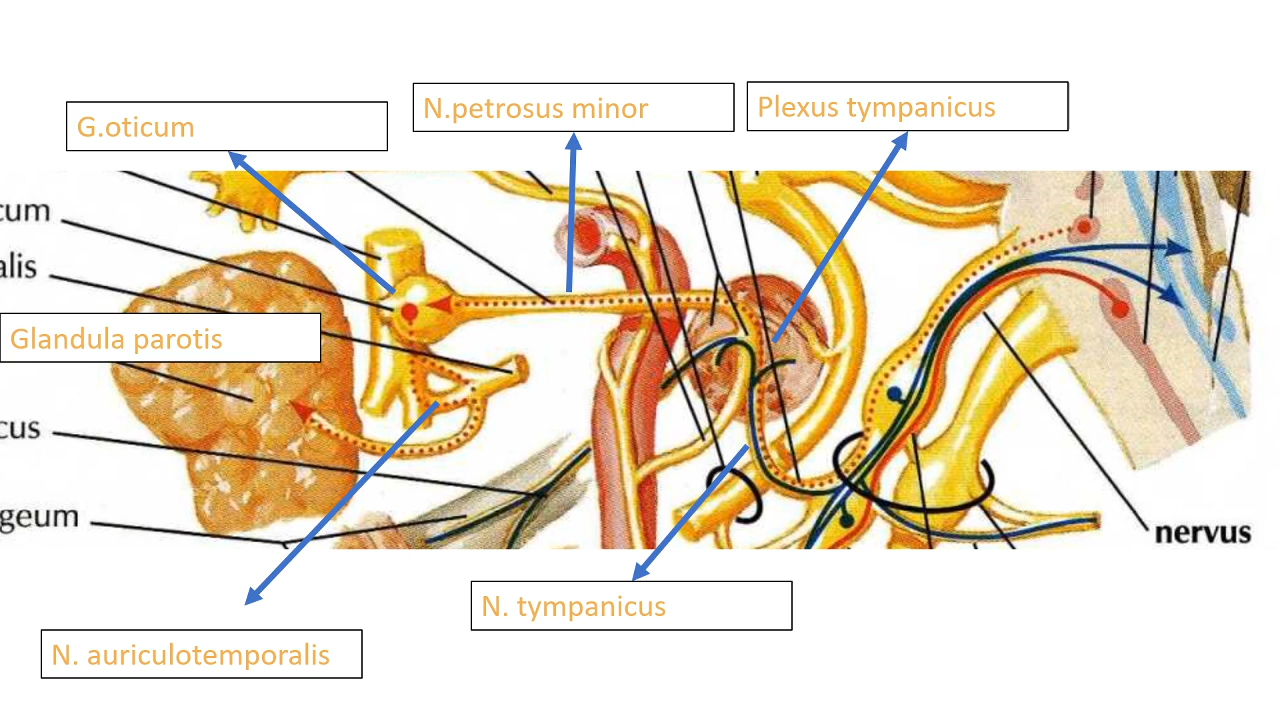 N.petrosus minor
Plexus tympanicus
G.oticum
cum
alis
Glandula parotis
cus
geum
nervus
N. tympanicus
N. auriculotemporalis